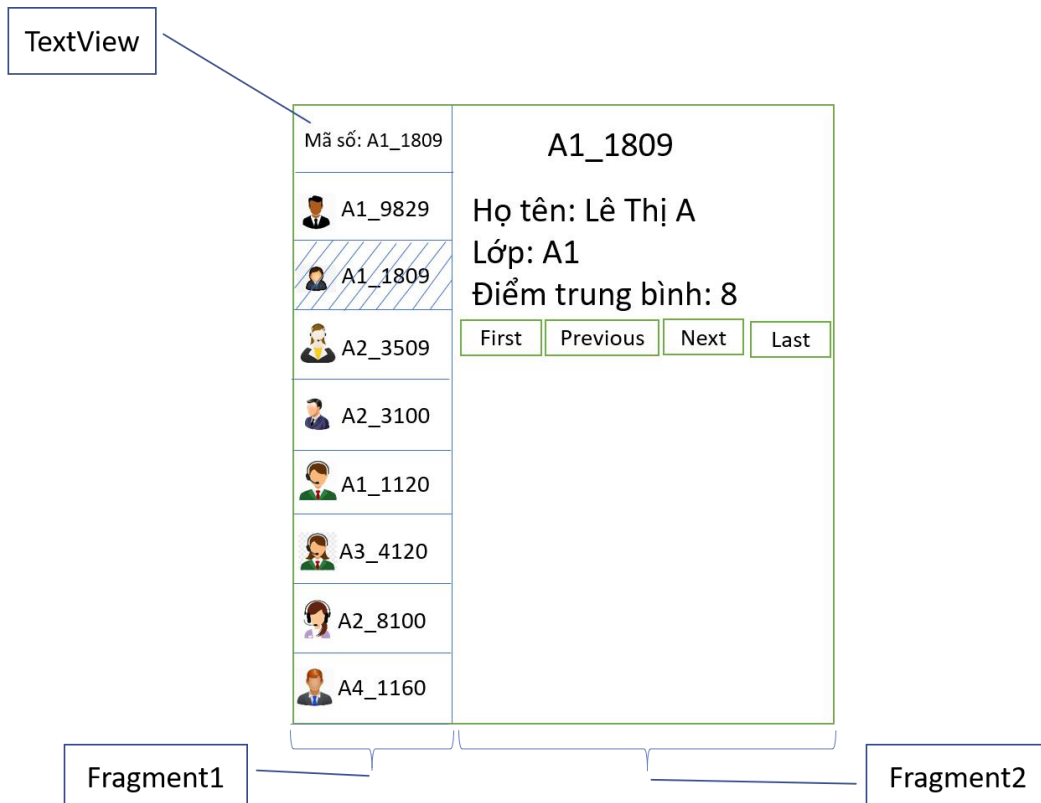 TextView
Mã số: A1_1809
A1_9829
A1_1809
A2_3509
A2_3100
A1_1120
A3_4120
A2_8100
A4_1160
A1_1809
Họ tên: Lê Thị A
Lớp: A1
Điểm trung bình: 8
First Previous Next Last
Fragment1
Fragment2